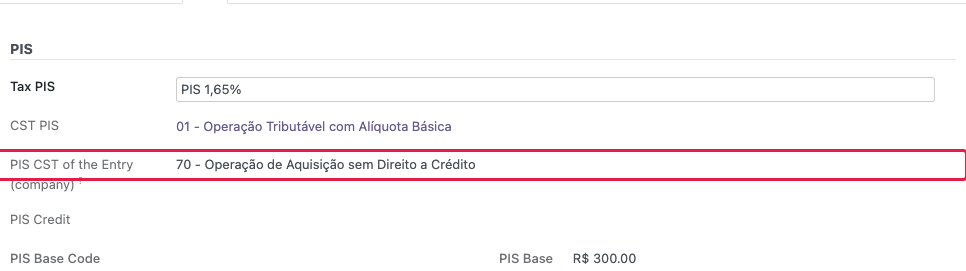 PIS
Tax PIS PIS 1,65%
CST PIS 01 - Operação Tributável com Alíquota Básica
PIS CST of the Entry 70 - Operação de Aquisição sem Direito a Crédito
(company) ?
PIS Credit
PIS Base Code PIS Base R$ 300.00